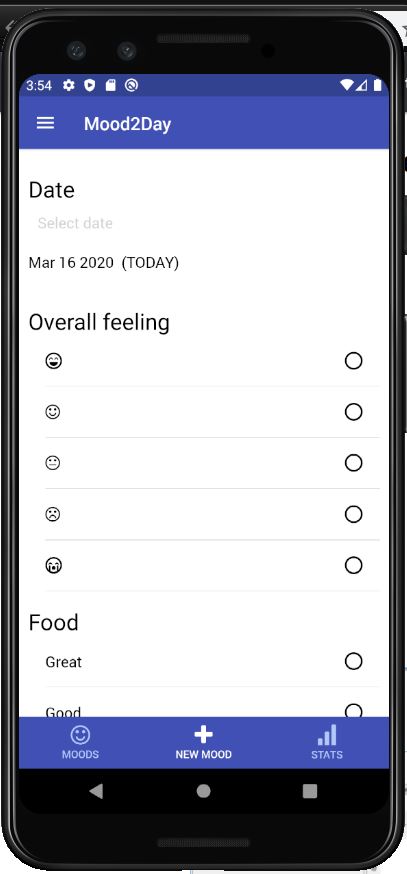 3:54
Mood2Day
Date
Select date
Mar 16 2020 (TODAY)
Overall feeling
Food
Great
Good
MOODS NEW MOOD STATS